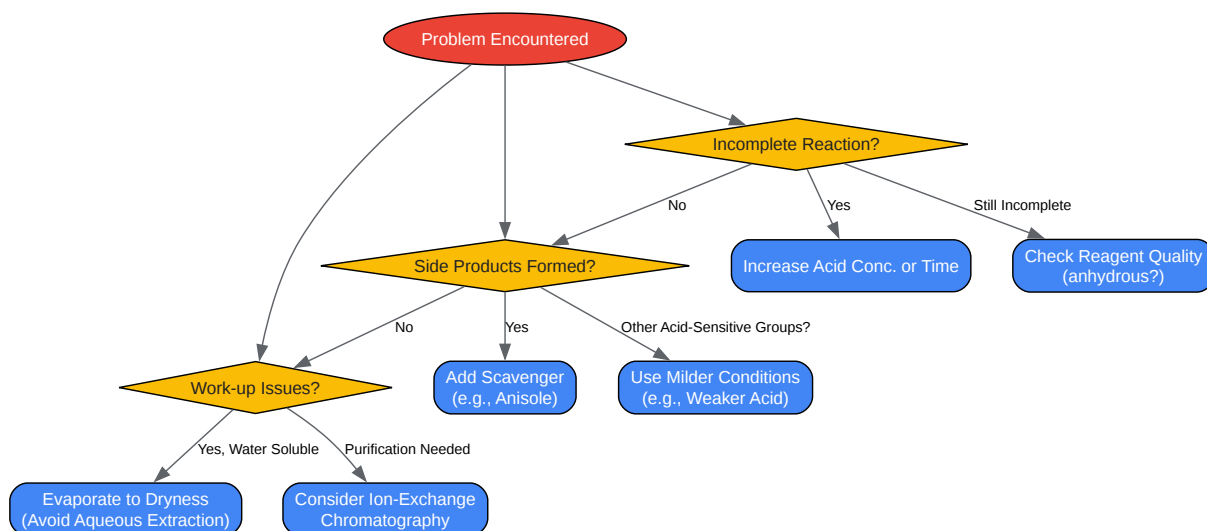 Problem Encountered
Incomplete Reaction?
No
Yes
Still Incomplete
Side Products Formed?
Increase Acid Conc. or Time
Check Reagent Quality
(anhydrous?)
No
Yes
Other Acid-Sensitive Groups?
Work-up Issues?
Add Scavenger
(e.g., Anisole)
Use Milder Conditions
(e.g., Weaker Acid)
Yes, Water Soluble
Purification Needed
Evaporate to Dryness
(Avoid Aqueous Extraction)
Consider Ion-Exchange
Chromatography